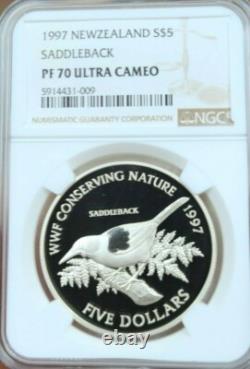 1997 NEWZEALAND S$5
SADDLEBACK
PF 70 ULTRA CAMEO
5914431-009
NUMISMATIC GUARANTY CORPORATION
NGC
WWF CONSERVING NATURE 1997
SADDLEBACK
FIVE DOLLARS
ebay